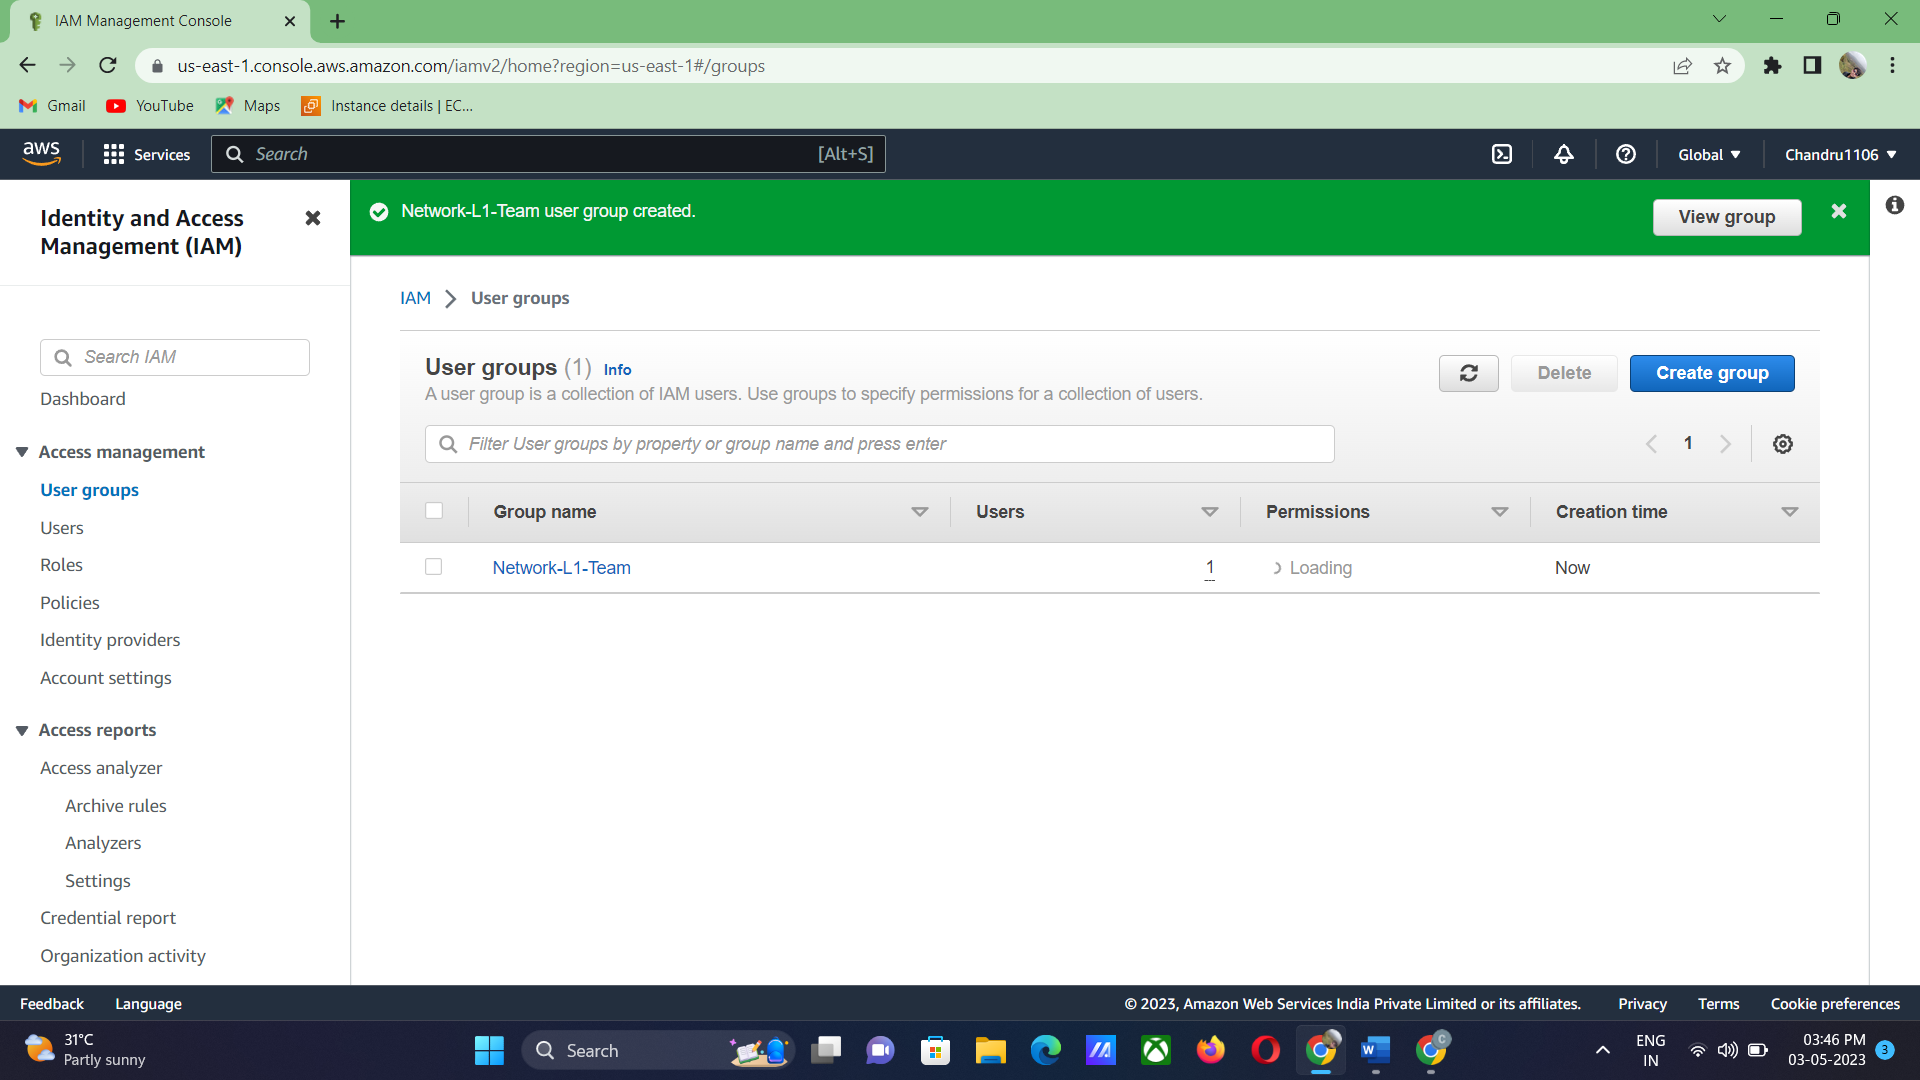 IAM Management Console
us-east-1.console.aws.amazon.com/iamv2/home?region=us-east-1#/groups
Gmail
YouTube
Maps
Instance details | EC...
aws
Services
Search
[Alt+S]
Global
Chandru1106
Identity and Access
Management (IAM)
Network-L1-Team user group created.
View group
IAM
User groups
Search IAM
Dashboard
Access management
User groups
Users
Roles
Policies
Identity providers
Account settings
Access reports
Access analyzer
Archive rules
Analyzers
Settings
Credential report
Organization activity
User groups (1) Info
A user group is a collection of IAM users. Use groups to specify permissions for a collection of users.
Delete
Create group
Filter User groups by property or group name and press enter
1
Group name
Users
Permissions
Creation time
Network-L1-Team
1
Loading
Now
Feedback
Language
© 2023, Amazon Web Services India Private Limited or its affiliates.
Privacy
Terms
Cookie preferences
31°C
Partly sunny
Search
W
C
ENG
IN
03:46 PM
03-05-2023
3